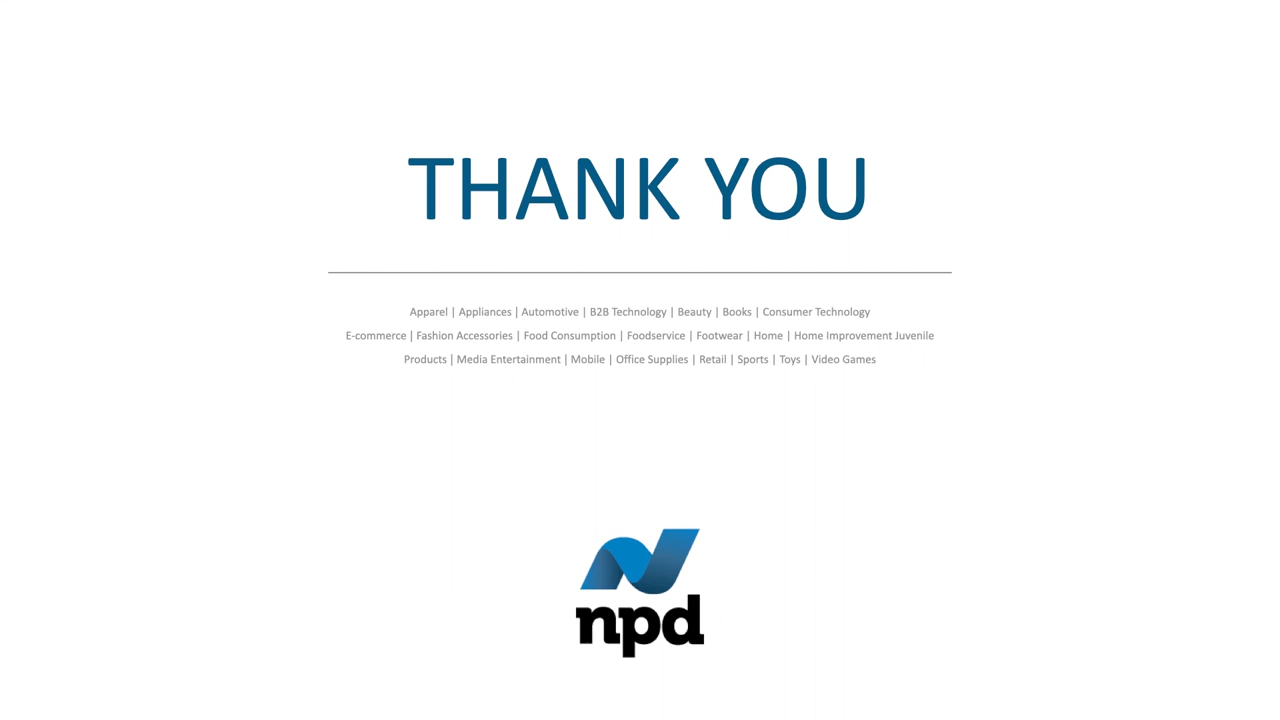 THANK YOU
Apparel | Appliances | Automotive | B2B Technology | Beauty | Books | Consumer Technology
E-commerce | Fashion Accessories | Food Consumption | Foodservice | Footwear | Home | Home Improvement Juvenile
Products | Media Entertainment | Mobile | Office Supplies | Retail | Sports | Toys | Video Games
npd